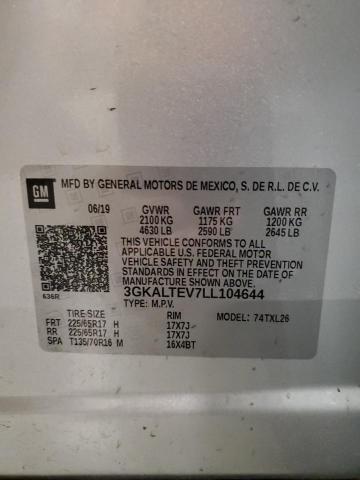 GM
MFD BY GENERAL MOTORS DE MEXICO, S. DE R.L. DE C.V.
06/19 GVWR GAWR FRT GAWR RR
2100 KG 1175 KG 1200 KG
4630 LB 2590 LB 2645 LB
THIS VEHICLE CONFORMS TO ALL
APPLICABLE U.S. FEDERAL MOTOR
VEHICLE SAFETY AND THEFT PREVENTION
STANDARDS IN EFFECT ON THE DATE OF
MANUFACTURE SHOWN ABOVE.
3GKALTEV7LL104644
636R TYPE: M.P.V.
TIRE SIZE RIM MODEL: 74TXL26
FRT 225/65R17 H 17X7J
RR 225/65R17 H 17X7J
SPA T135/70R16 M 16X4BT